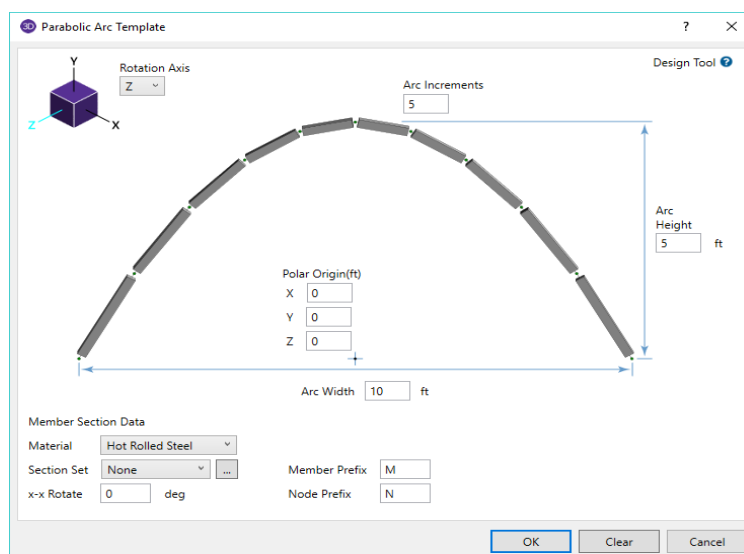 3D Parabolic Arc Template ? ×
Design Tool ?
Y
Z
X
Rotation Axis
Z
Arc Increments
5
Arc
Height
5 ft
Polar Origin(ft)
X 0
Y 0
Z 0
Arc Width 10 ft
Member Section Data
Material Hot Rolled Steel
Section Set None ... Member Prefix M
x-x Rotate 0 deg Node Prefix N
OK Clear Cancel